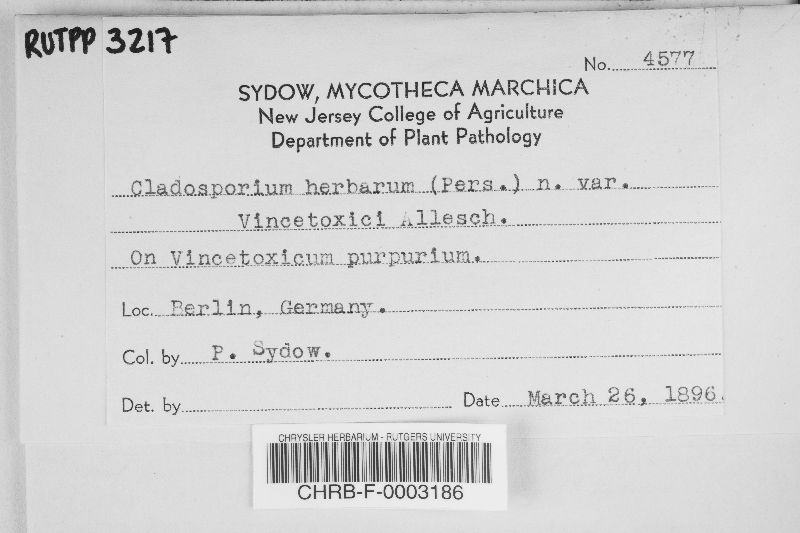 RUTPP 3217
No. 4577
SYDOW, MYCOTHECA MARCHICA
New Jersey College of Agriculture
Department of Plant Pathology
Cladosporium herbarum (Pers.) n. var.
Vincetoxici Allesch.
On Vincetoxicum purpurium.
Loc. Berlin, Germany.
Col. by P. Sydow.
Det. by
Date March 26, 1896.
CHRYSLER HERBARIUM - RUTGERS UNIVERSITY
CHRB-F-0003186